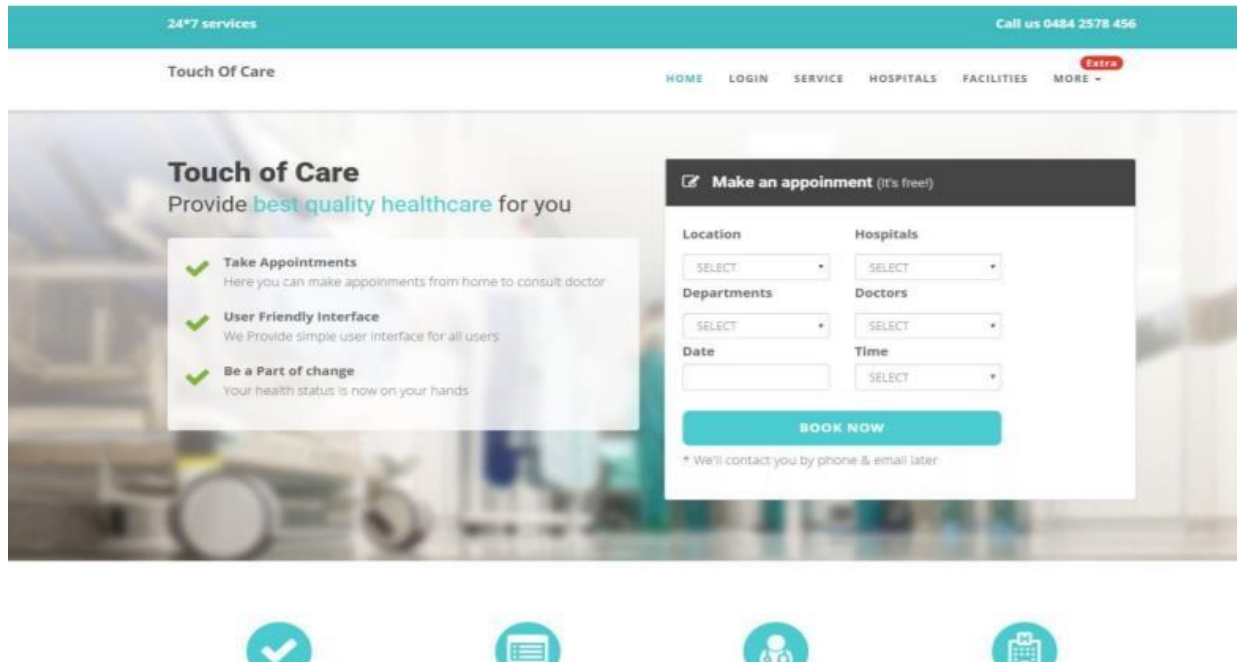 24*7 services
Call us 0484 2578 456
Touch Of Care
HOME LOGIN SERVICE HOSPITALS FACILITIES MORE
Extra
Touch of Care
Provide best quality healthcare for you
Take Appointments
Here you can make appoinments from home to consult doctor
User Friendly Interface
We Provide simple user interface for all users
Be a Part of change
Your health status is now on your hands
Make an appoinment (It's free!)
Location Hospitals
SELECT SELECT
Departments Doctors
SELECT SELECT
Date Time
SELECT
BOOK NOW
* We'll contact you by phone & email later
H